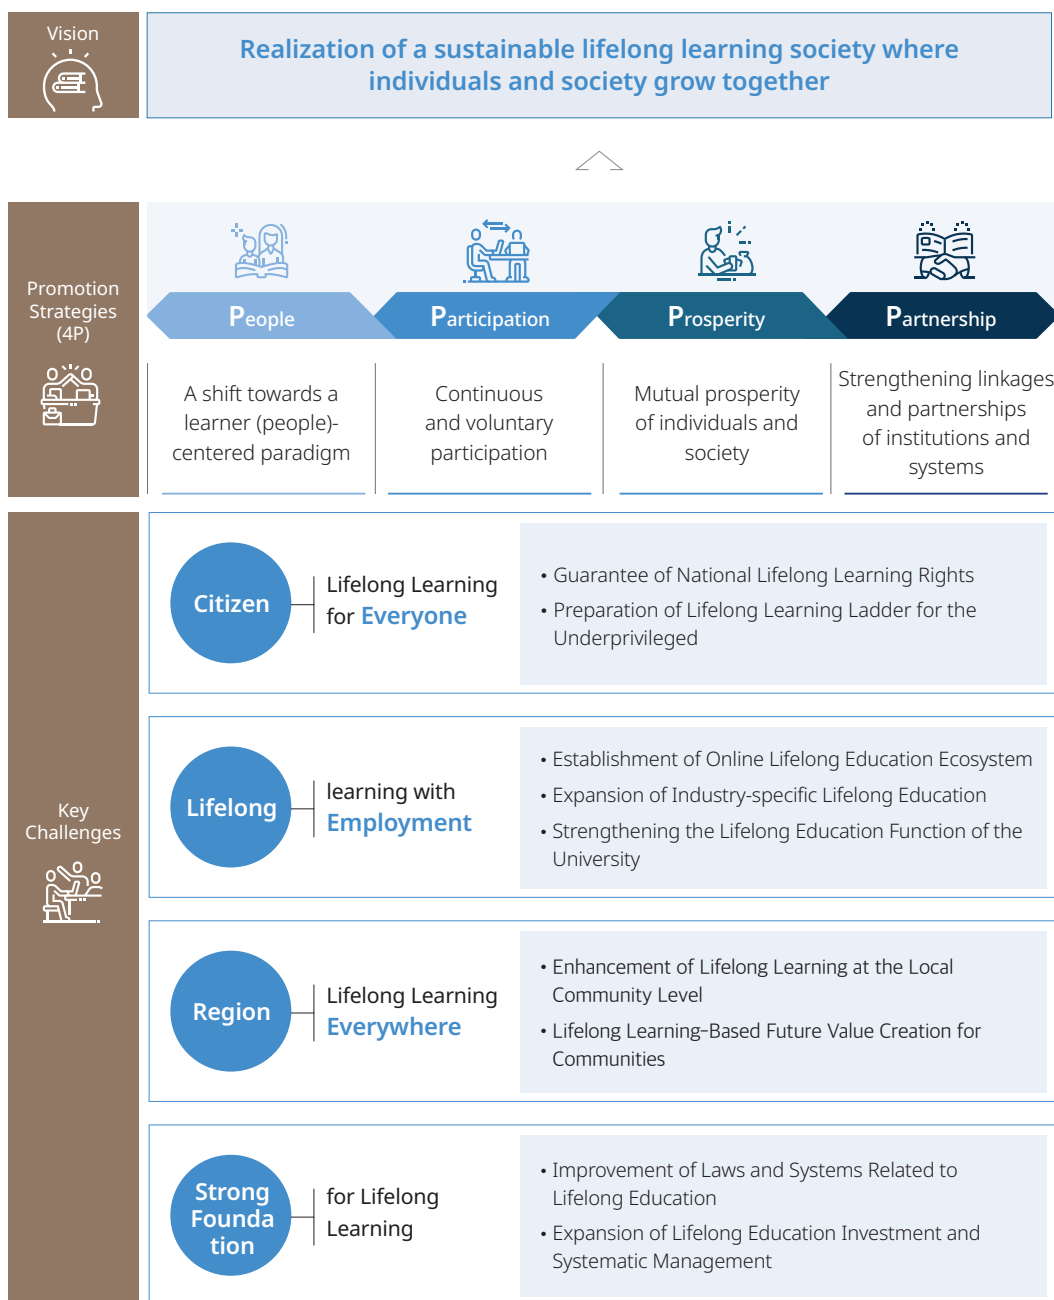 Vision
Realization of a sustainable lifelong learning society where
individuals and society grow together
Promotion
Strategies
(4P)
People
Participation
Prosperity
Partnership
A shift towards a
learner (people)-
centered paradigm
Continuous
and voluntary
participation
Mutual prosperity
of individuals and
society
Strengthening linkages
and partnerships
of institutions and
systems
Key
Challenges
Citizen
Lifelong Learning
for Everyone
• Guarantee of National Lifelong Learning Rights
• Preparation of Lifelong Learning Ladder for the
Underprivileged
Lifelong
learning with
Employment
• Establishment of Online Lifelong Education Ecosystem
• Expansion of Industry-specific Lifelong Education
• Strengthening the Lifelong Education Function of the
University
Region
Lifelong Learning
Everywhere
• Enhancement of Lifelong Learning at the Local
Community Level
• Lifelong Learning-Based Future Value Creation for
Communities
Strong
Founda
tion
for Lifelong
Learning
• Improvement of Laws and Systems Related to
Lifelong Education
• Expansion of Lifelong Education Investment and
Systematic Management